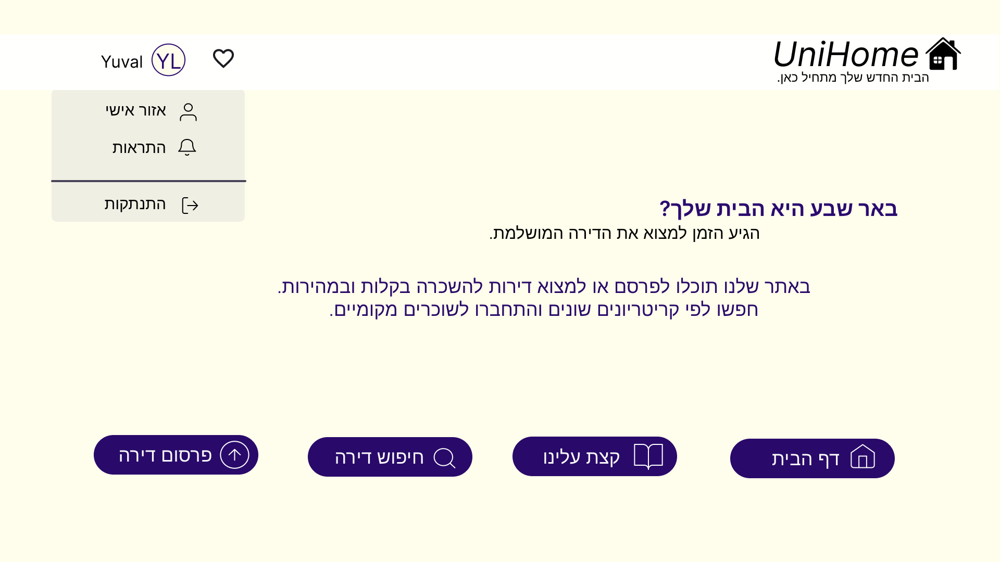 UniHome
הבית החדש שלך מתחיל כאן.
YL
Yuval
אזור אישי
התראות
התנתקות
באר שבע היא הבית שלך?
הגיע הזמן למצוא את הדירה המושלמת.
באתר שלנו תוכלו לפרסם או למצוא דירות להשכרה בקלות ובמהירות.
חפשו לפי קריטריונים שונים והתחברו לשוכרים מקומיים.
דף הבית
קצת עלינו
חיפוש דירה
פרסום דירה